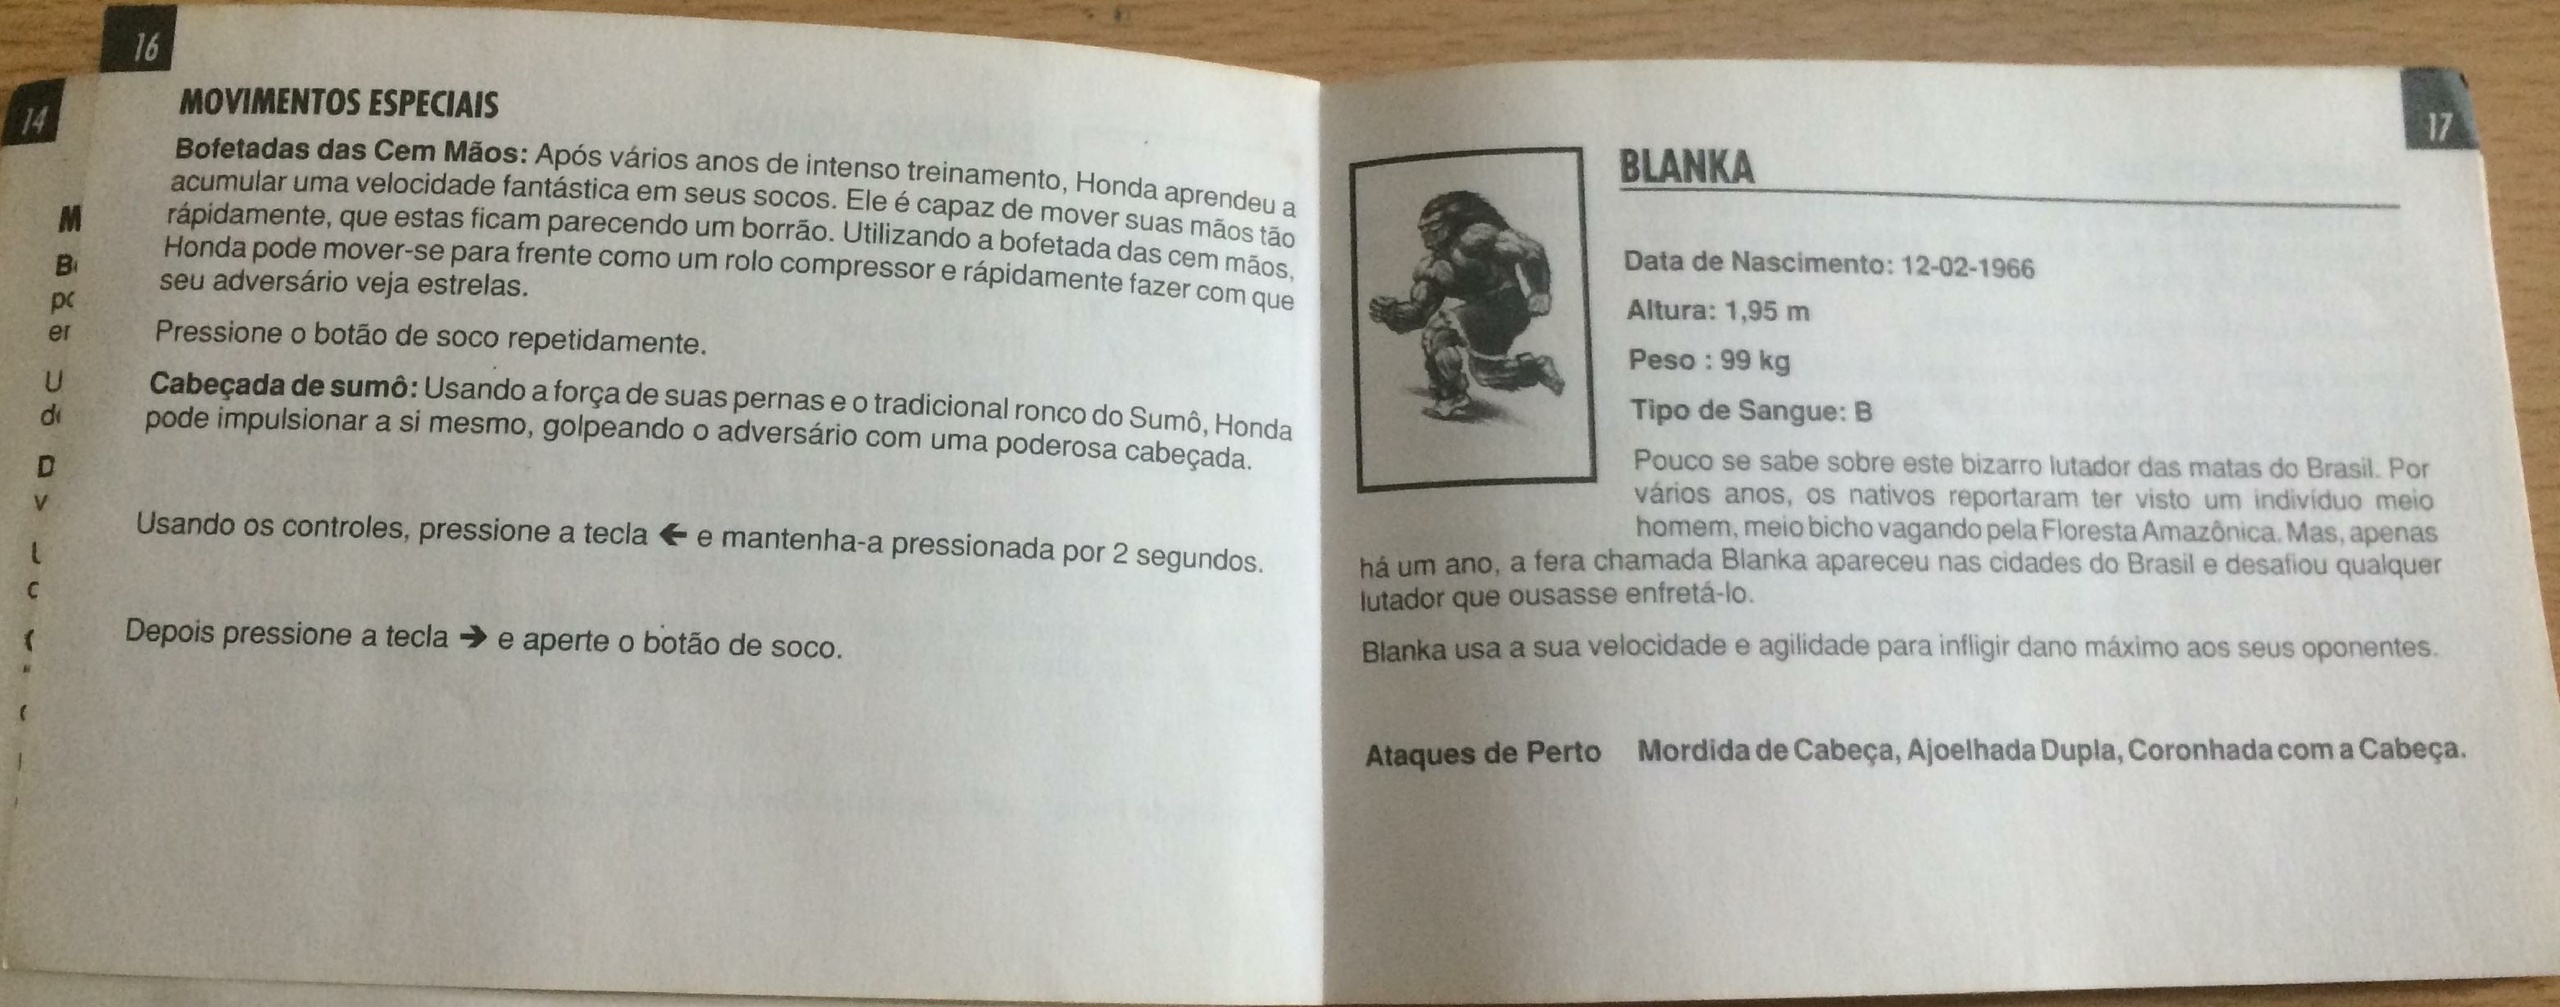 16
MOVIMENTOS ESPECIAIS
Bofetadas das Cem Mãos: Após vários anos de intenso treinamento, Honda aprendeu a
acumular uma velocidade fantástica em seus socos. Ele é capaz de mover suas mãos tão
rápidamente, que estas ficam parecendo um borrão. Utilizando a bofetada das cem mãos,
Honda pode mover-se para frente como um rolo compressor e rápidamente fazer com que
seu adversário veja estrelas.
Pressione o botão de soco repetidamente.
Cabeçada de sumô: Usando a força de suas pernas e o tradicional ronco do Sumô, Honda
pode impulsionar a si mesmo, golpeando o adversário com uma poderosa cabeçada.
Usando os controles, pressione a tecla ← e mantenha-a pressionada por 2 segundos.
Depois pressione a tecla → e aperte o botão de soco.
14
M
B
po
er
U
de
D
v
17
BLANKA
Data de Nascimento: 12-02-1966
Altura: 1,95 m
Peso : 99 kg
Tipo de Sangue: B
Pouco se sabe sobre este bizarro lutador das matas do Brasil. Por
vários anos, os nativos reportaram ter visto um indivíduo meio
homem, meio bicho vagando pela Floresta Amazônica. Mas, apenas
há um ano, a fera chamada Blanka apareceu nas cidades do Brasil e desafiou qualquer
lutador que ousasse enfretá-lo.
Blanka usa a sua velocidade e agilidade para infligir dano máximo aos seus oponentes.
Ataques de Perto Mordida de Cabeça, Ajoelhada Dupla, Coronhada com a Cabeça.